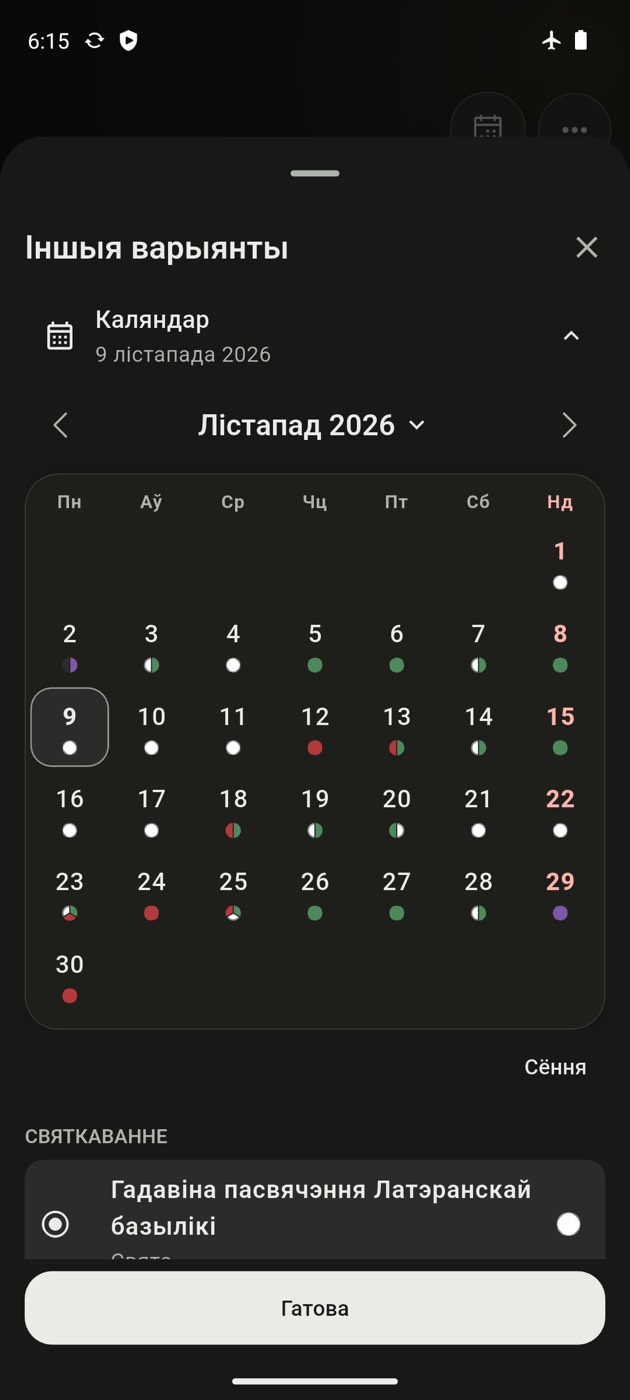 6:15
Іншыя варыянты
Каляндар
9 лістапада 2026
Лістапад 2026
Пн Аў Ср Чц Пт Сб Нд
1
2 3 4 5 6 7 8
9 10 11 12 13 14 15
16 17 18 19 20 21 22
23 24 25 26 27 28 29
30
Сёння
СВЯТКАВАННЕ
Гадавіна пасвячэння Латэранскай
базылікі
Гатова